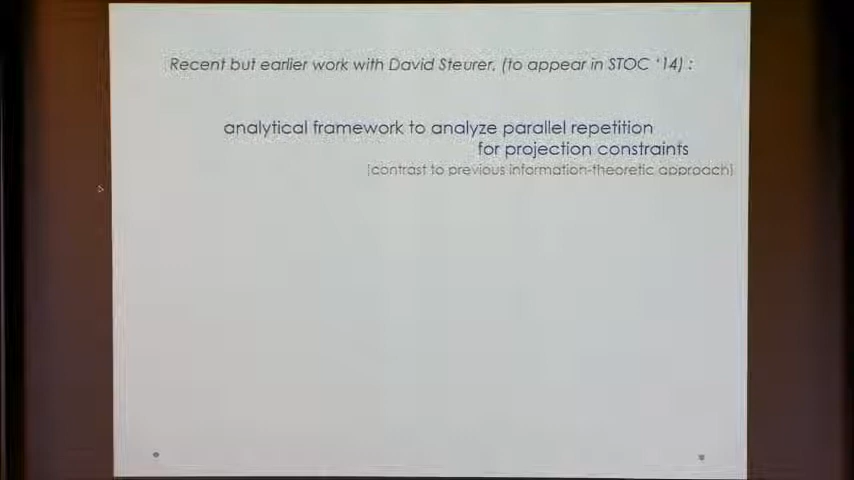 Recent but earlier work with David Steurer, (to appear in STOC '14) :
analytical framework to analyze parallel repetition
for projection constraints
(contrast to previous information-theoretic approach)